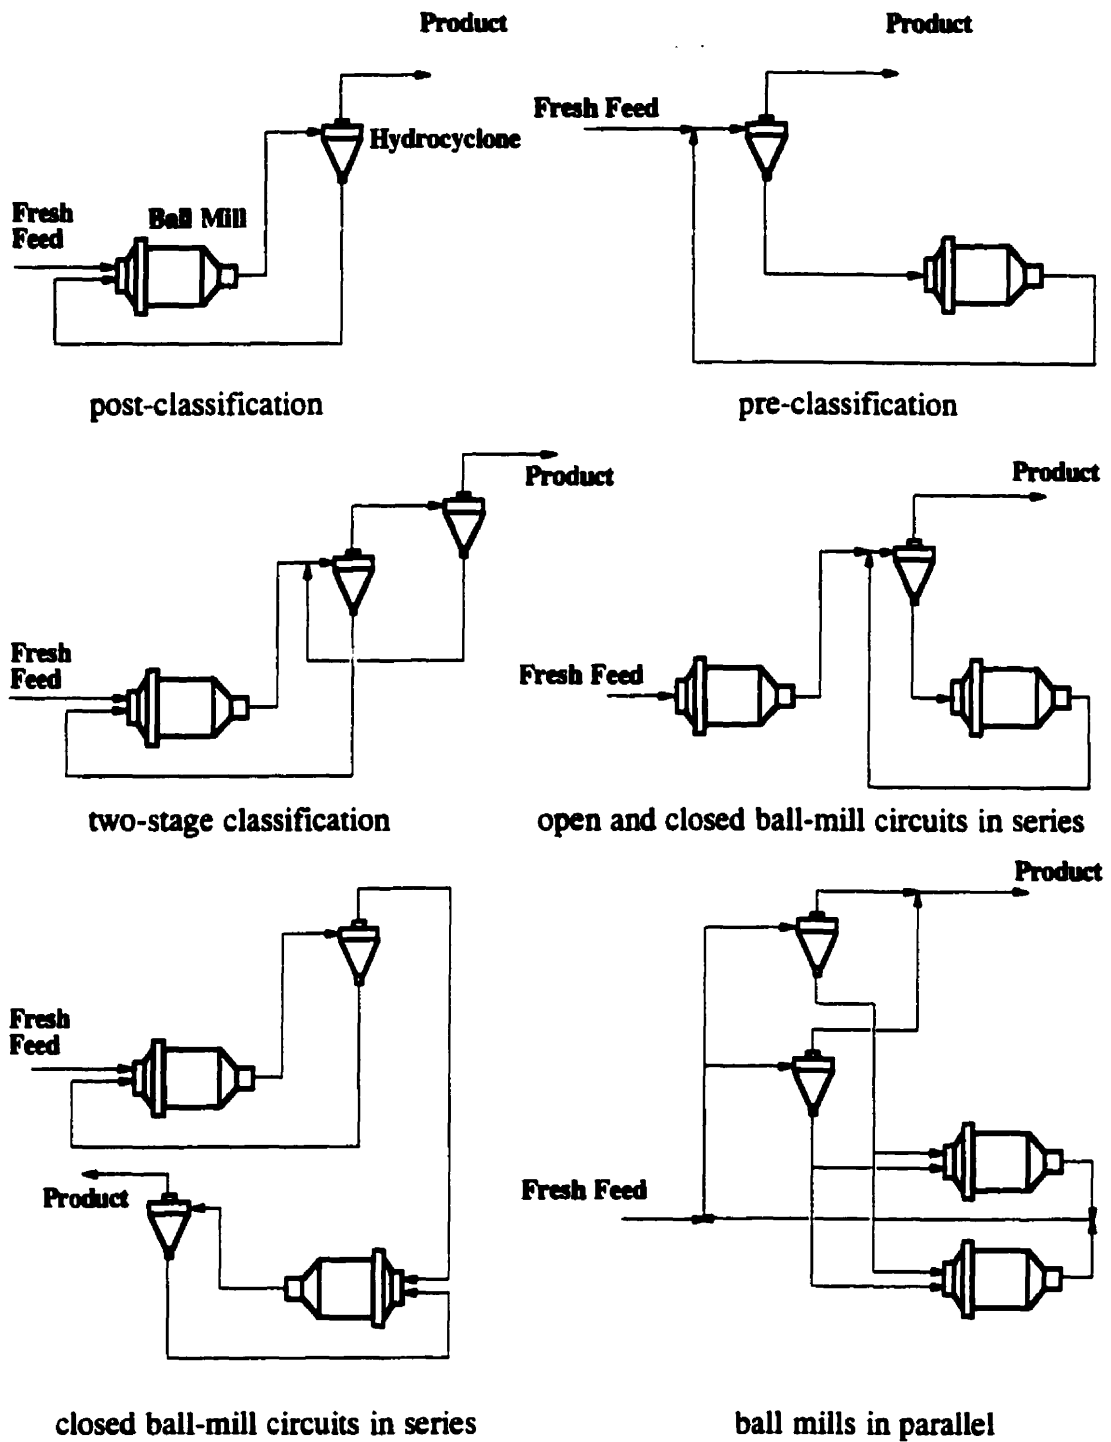 Product
Product
Fresh Feed
Hydrocyclone
Fresh
Feed
Ball Mill
post-classification
pre-classification
Product
Product
Fresh
Feed
Fresh Feed
two-stage classification
open and closed ball-mill circuits in series
Product
Fresh
Feed
Product
Fresh Feed
closed ball-mill circuits in series
ball mills in parallel